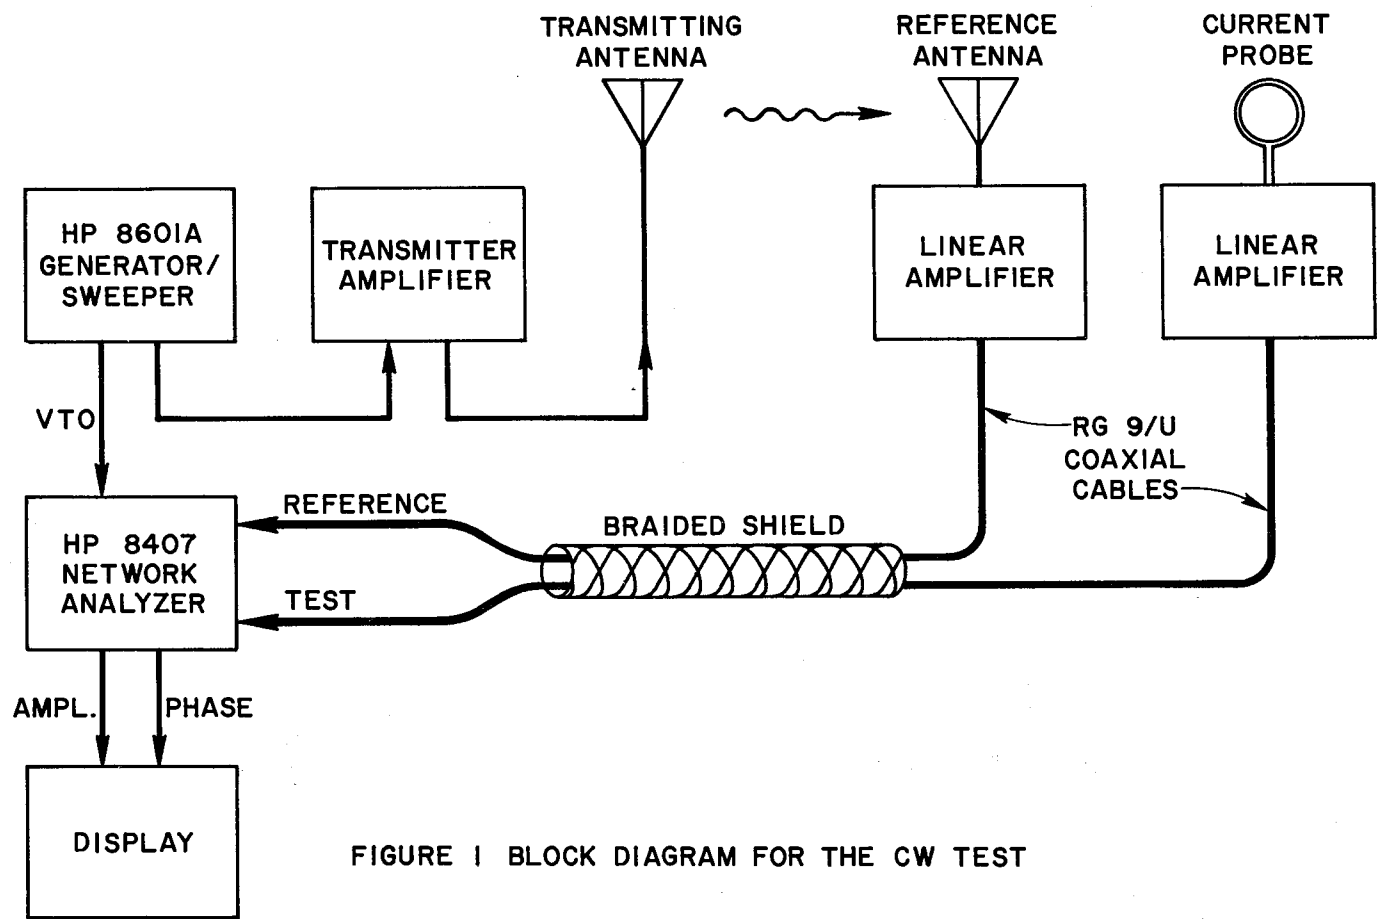 TRANSMITTING
ANTENNA
REFERENCE
ANTENNA
CURRENT
PROBE
HP 8601A
GENERATOR/
SWEEPER
TRANSMITTER
AMPLIFIER
LINEAR
AMPLIFIER
LINEAR
AMPLIFIER
VTO
RG 9/U
COAXIAL
CABLES
REFERENCE
BRAIDED SHIELD
HP 8407
NETWORK
ANALYZER
TEST
AMPL.
PHASE
DISPLAY
FIGURE 1 BLOCK DIAGRAM FOR THE CW TEST